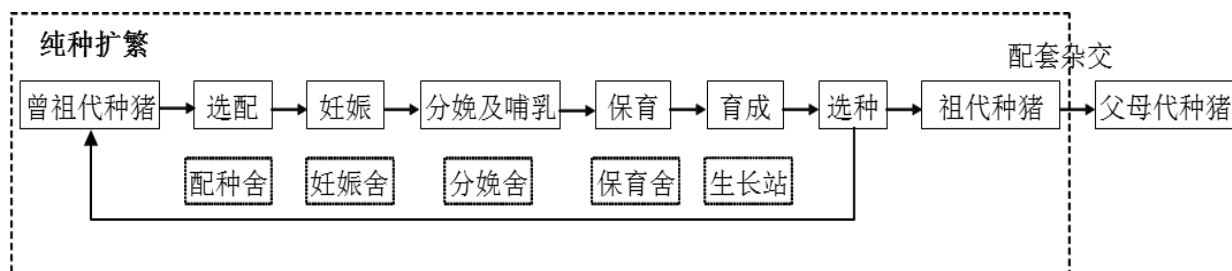 纯种扩繁
配套杂交
曾祖代种猪
选配
妊娠
分娩及哺乳
保育
育成
选种
祖代种猪
父母代种猪
配种舍
妊娠舍
分娩舍
保育舍
生长站